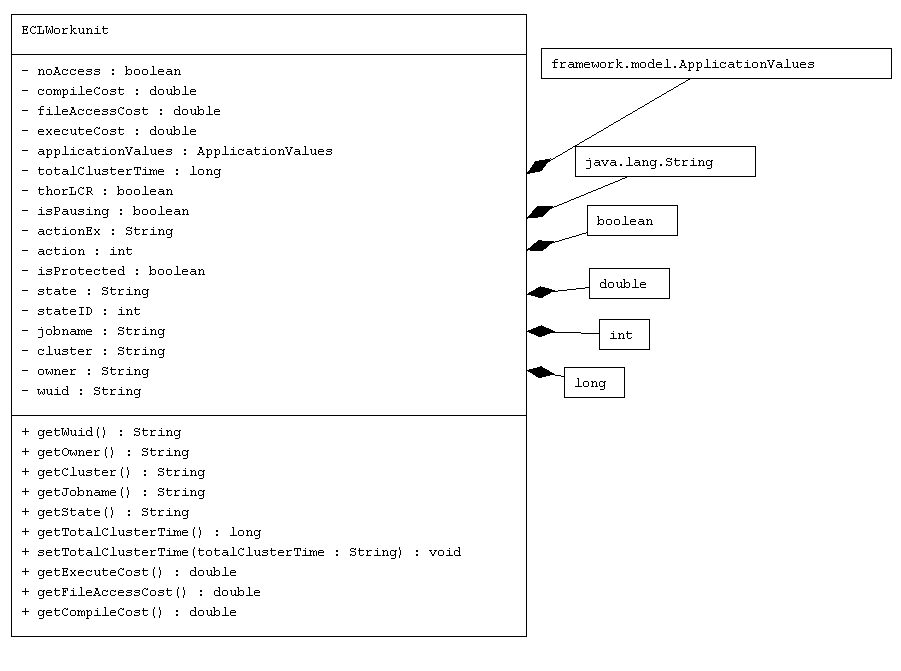 ECLWorkunit
- noAccess : boolean
- compileCost : double
- fileAccessCost : double
- executeCost : double
- applicationValues : ApplicationValues
- totalClusterTime : long
- thorLCR : boolean
- isPausing : boolean
- actionEx : String
- action : int
- isProtected : boolean
- state : String
- stateID : int
- jobname : String
- cluster : String
- owner : String
- wuid : String
+ getWuid() : String
+ getOwner() : String
+ getCluster() : String
+ getJobname() : String
+ getState() : String
+ getTotalClusterTime() : long
+ setTotalClusterTime(totalClusterTime : String) : void
+ getExecuteCost() : double
+ getFileAccessCost() : double
+ getCompileCost() : double
framework.model.ApplicationValues
java.lang.String
boolean
double
int
long